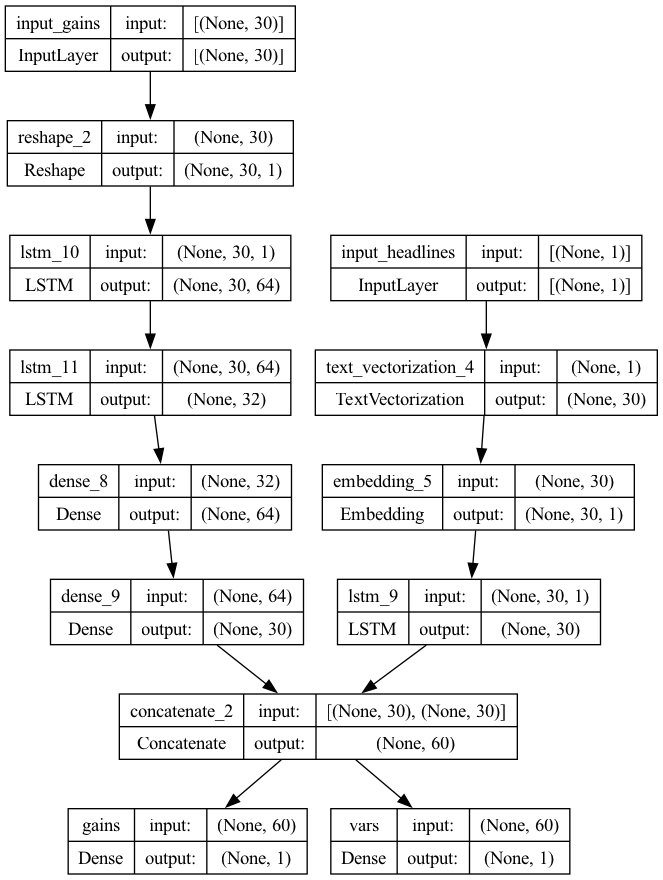 input_gains input: [(None, 30)]
InputLayer output: [(None, 30)]
reshape_2 input: (None, 30)
Reshape output: (None, 30, 1)
lstm_10 input: (None, 30, 1)
LSTM output: (None, 30, 64)
input_headlines input: [(None, 1)]
InputLayer output: [(None, 1)]
lstm_11 input: (None, 30, 64)
LSTM output: (None, 32)
text_vectorization_4 input: (None, 1)
TextVectorization output: (None, 30)
dense_8 input: (None, 32)
Dense output: (None, 64)
embedding_5 input: (None, 30)
Embedding output: (None, 30, 1)
dense_9 input: (None, 64)
Dense output: (None, 30)
lstm_9 input: (None, 30, 1)
LSTM output: (None, 30)
concatenate_2 input: [(None, 30), (None, 30)]
Concatenate output: (None, 60)
gains input: (None, 60)
Dense output: (None, 1)
vars input: (None, 60)
Dense output: (None, 1)